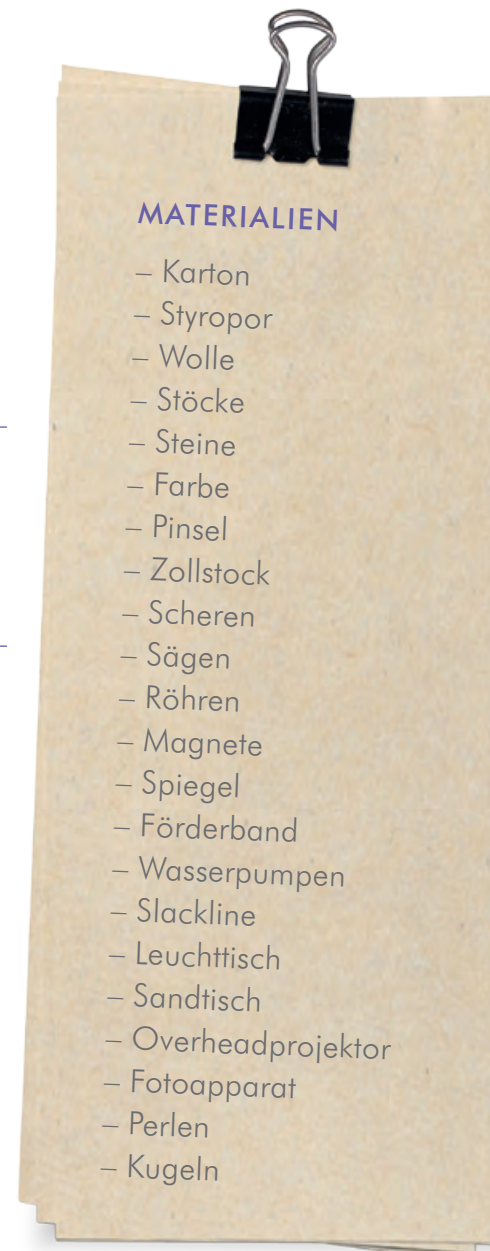 MATERIALIEN
– Karton
– Styropor
– Wolle
– Stöcke
– Steine
– Farbe
– Pinsel
– Zollstock
– Scheren
– Sägen
– Röhren
– Magnete
– Spiegel
– Förderband
– Wasserpumpen
– Slackline
– Leuchttisch
– Sandtisch
– Overheadprojektor
– Fotoapparat
– Perlen
– Kugeln